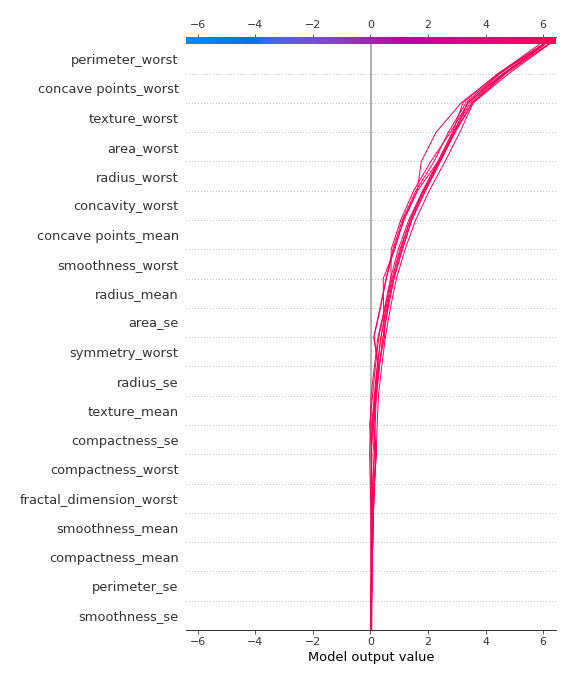 −6 −4 −2 0 2 4 6
perimeter_worst
concave points_worst
texture_worst
area_worst
radius_worst
concavity_worst
concave points_mean
smoothness_worst
radius_mean
area_se
symmetry_worst
radius_se
texture_mean
compactness_se
compactness_worst
fractal_dimension_worst
smoothness_mean
compactness_mean
perimeter_se
smoothness_se
−6 −4 −2 0 2 4 6
Model output value